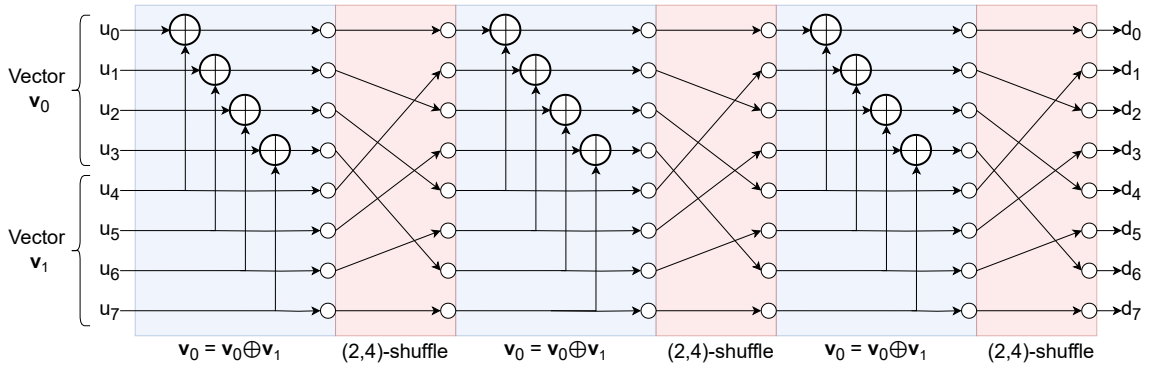 Vector
v₀
Vector
v₁
u₀
u₁
u₂
u₃
u₄
u₅
u₆
u₇
d₀
d₁
d₂
d₃
d₄
d₅
d₆
d₇
v₀ = v₀⊕v₁
(2,4)-shuffle
v₀ = v₀⊕v₁
(2,4)-shuffle
v₀ = v₀⊕v₁
(2,4)-shuffle